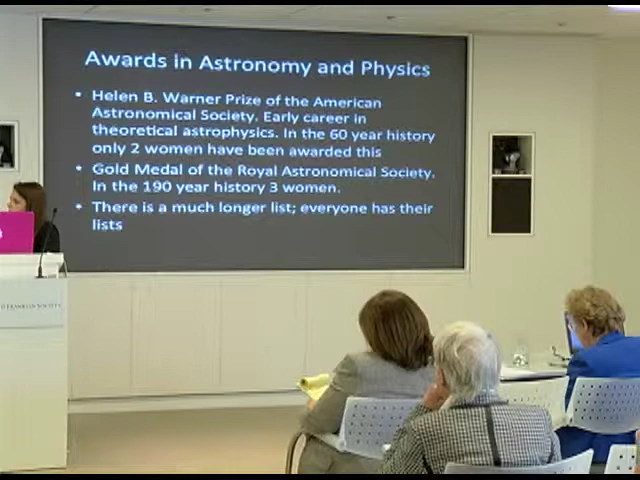 Awards in Astronomy and Physics
• Helen B. Warner Prize of the American
Astronomical Society. Early career in
theoretical astrophysics. In the 60 year history
only 2 women have been awarded this
• Gold Medal of the Royal Astronomical Society.
In the 190 year history 3 women.
• There is a much longer list; everyone has their
lists
FRANKLIN SOCIETY